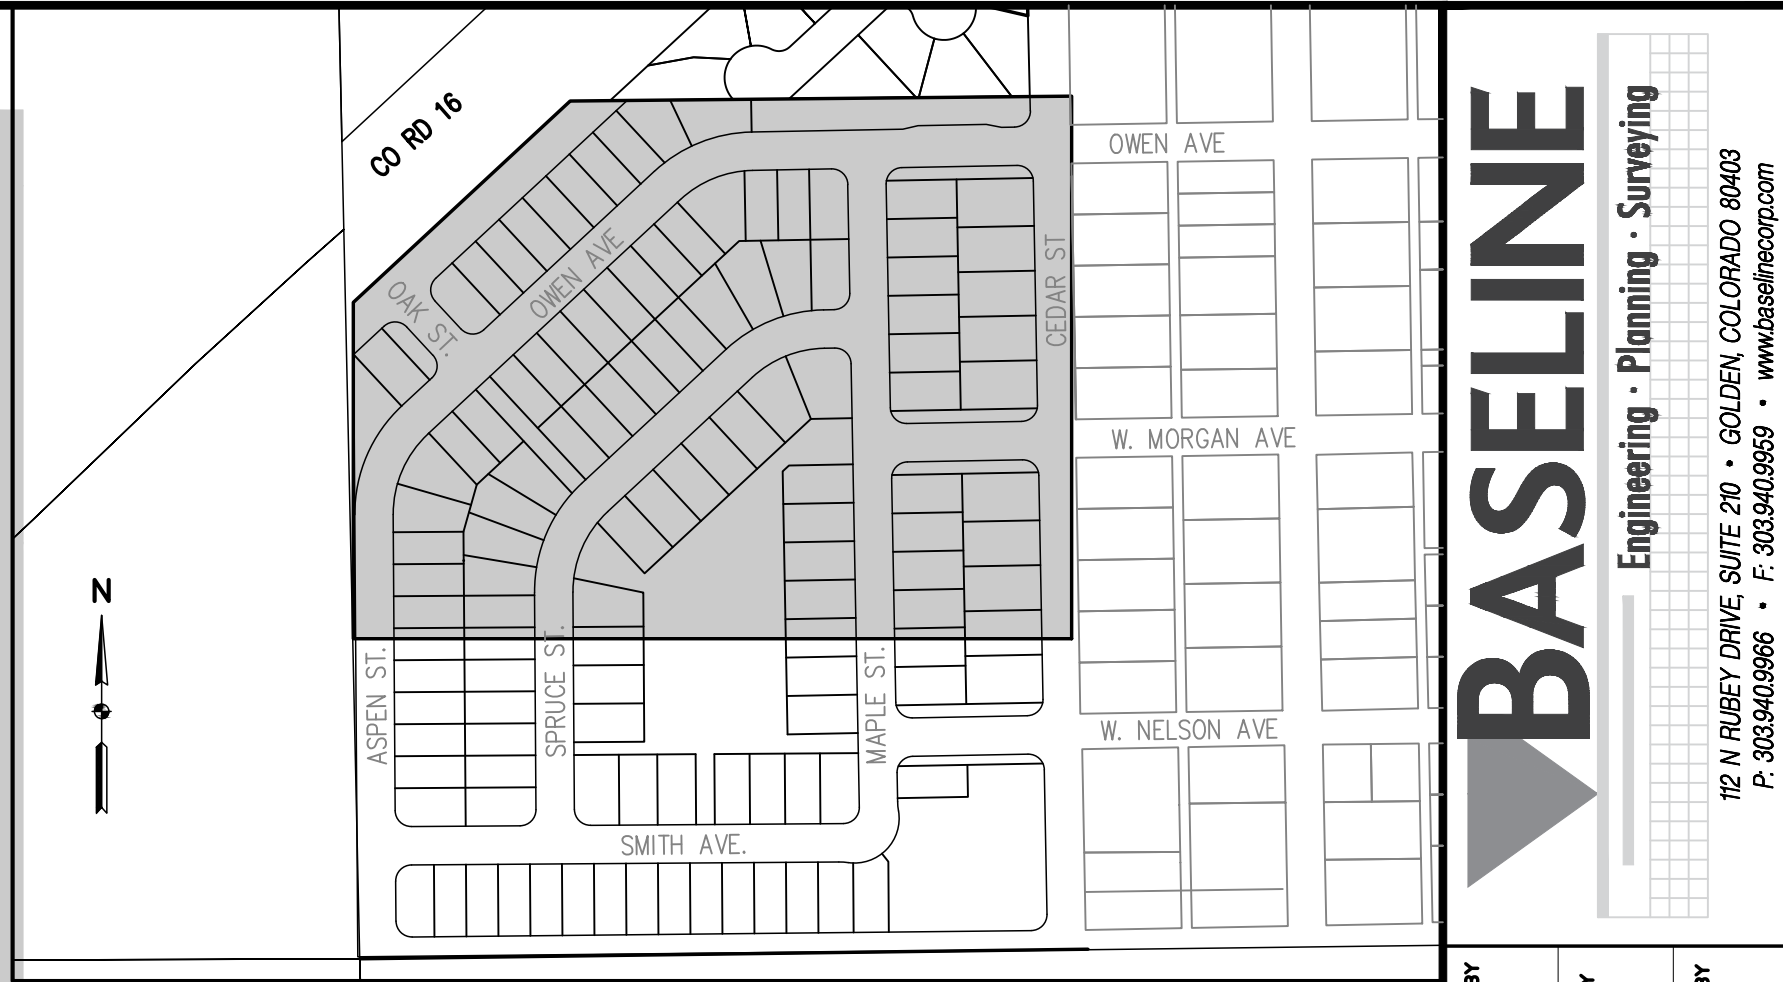 CO RD 16
OWEN AVE
OAK ST.
OWEN AVE
CEDAR ST
W. MORGAN AVE
N
ASPEN ST.
SPRUCE ST.
MAPLE ST.
W. NELSON AVE
SMITH AVE.
BASELINE
Engineering · Planning · Surveying
112 N RUBEY DRIVE, SUITE 210 • GOLDEN, COLORADO 80403
P. 303.940.9966 • F. 303.940.9959 • www.baselinecorp.com
BY
BY